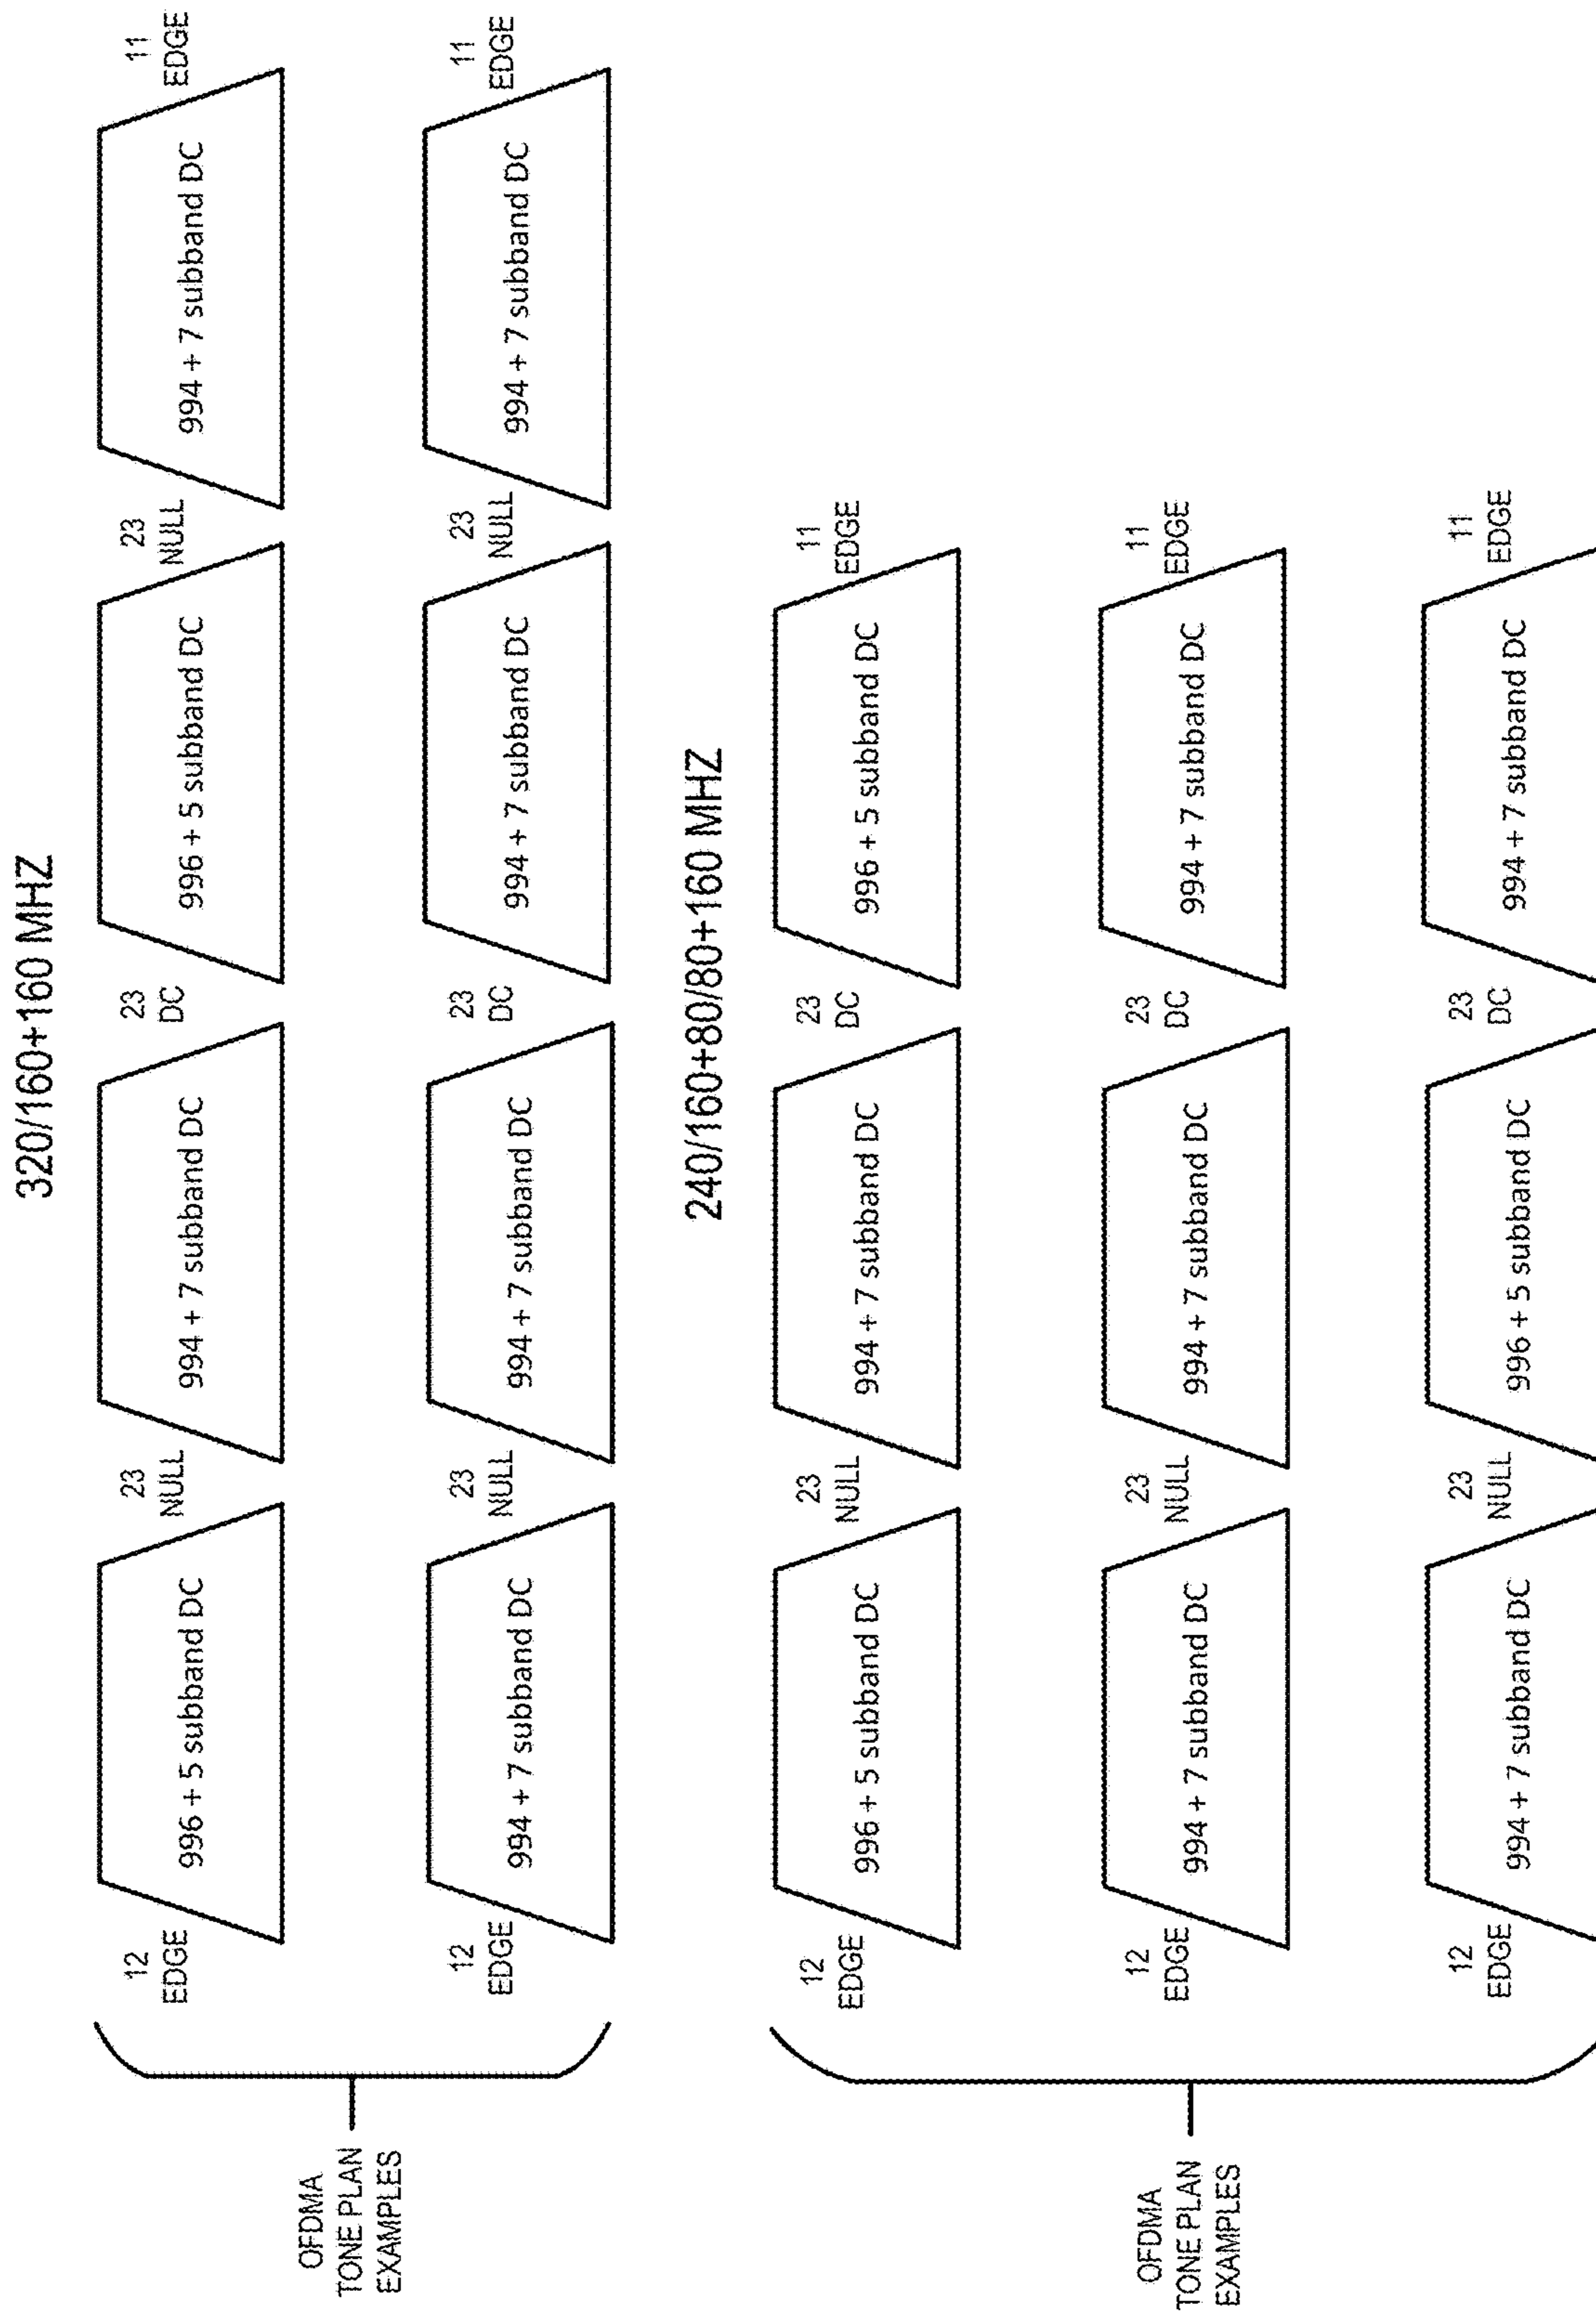 320/160+160 MHZ
OFDMA
TONE PLAN
EXAMPLES
12
EDGE
996 + 5 subband DC
23
NULL
994 + 7 subband DC
23
DC
996 + 5 subband DC
23
NULL
994 + 7 subband DC
11
EDGE
12
EDGE
994 + 7 subband DC
23
NULL
994 + 7 subband DC
23
DC
994 + 7 subband DC
23
NULL
994 + 7 subband DC
11
EDGE
240/160+80/80+160 MHZ
OFDMA
TONE PLAN
EXAMPLES
12
EDGE
996 + 5 subband DC
23
NULL
994 + 7 subband DC
23
DC
996 + 5 subband DC
11
EDGE
12
EDGE
994 + 7 subband DC
23
NULL
994 + 7 subband DC
23
DC
994 + 7 subband DC
11
EDGE
12
EDGE
994 + 7 subband DC
23
NULL
996 + 5 subband DC
23
DC
994 + 7 subband DC
11
EDGE